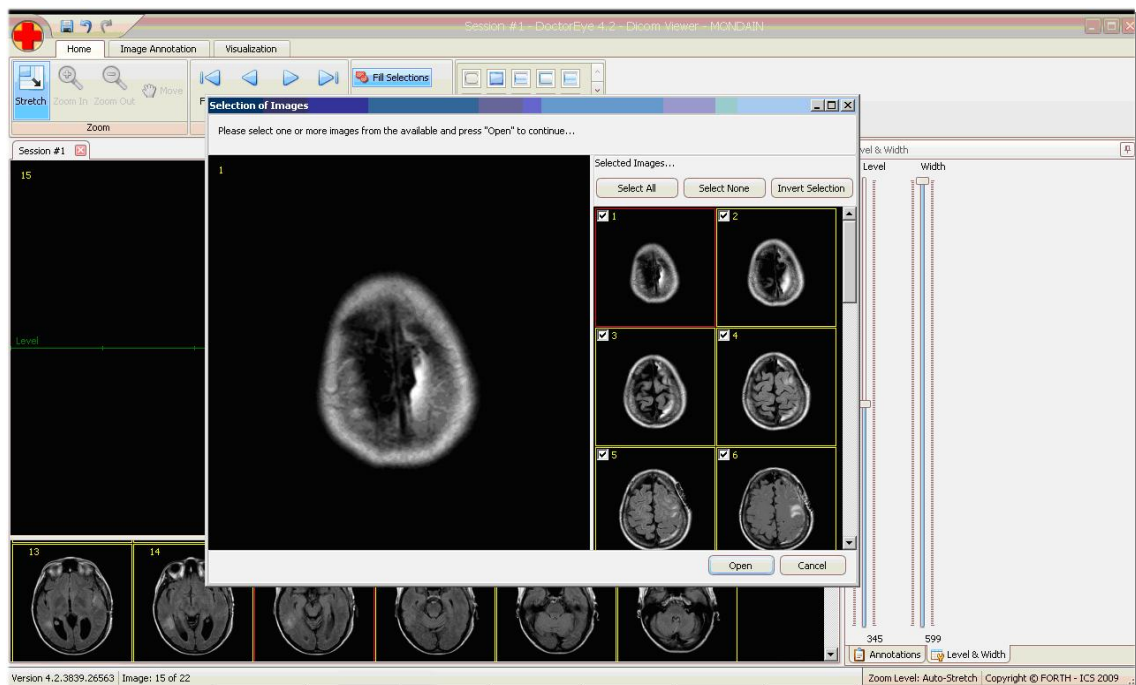 Session #1 - DoctorEye 4.2 - Dicom Viewer - MONDAIN
Home Image Annotation Visualization
Stretch Zoom In Zoom Out Move
Fill Selections
Zoom
Selection of Images
Please select one or more images from the available and press "Open" to continue...
Session #1
15
Level
1
Selected Images...
Select All Select None Invert Selection
1 2
3 4
5 6
Open Cancel
13 14
& Width
Level Width
345 599
Annotations Level & Width
Version 4.2.3839.26563 Image: 15 of 22
Zoom Level: Auto-Stretch Copyright © FORTH - ICS 2009